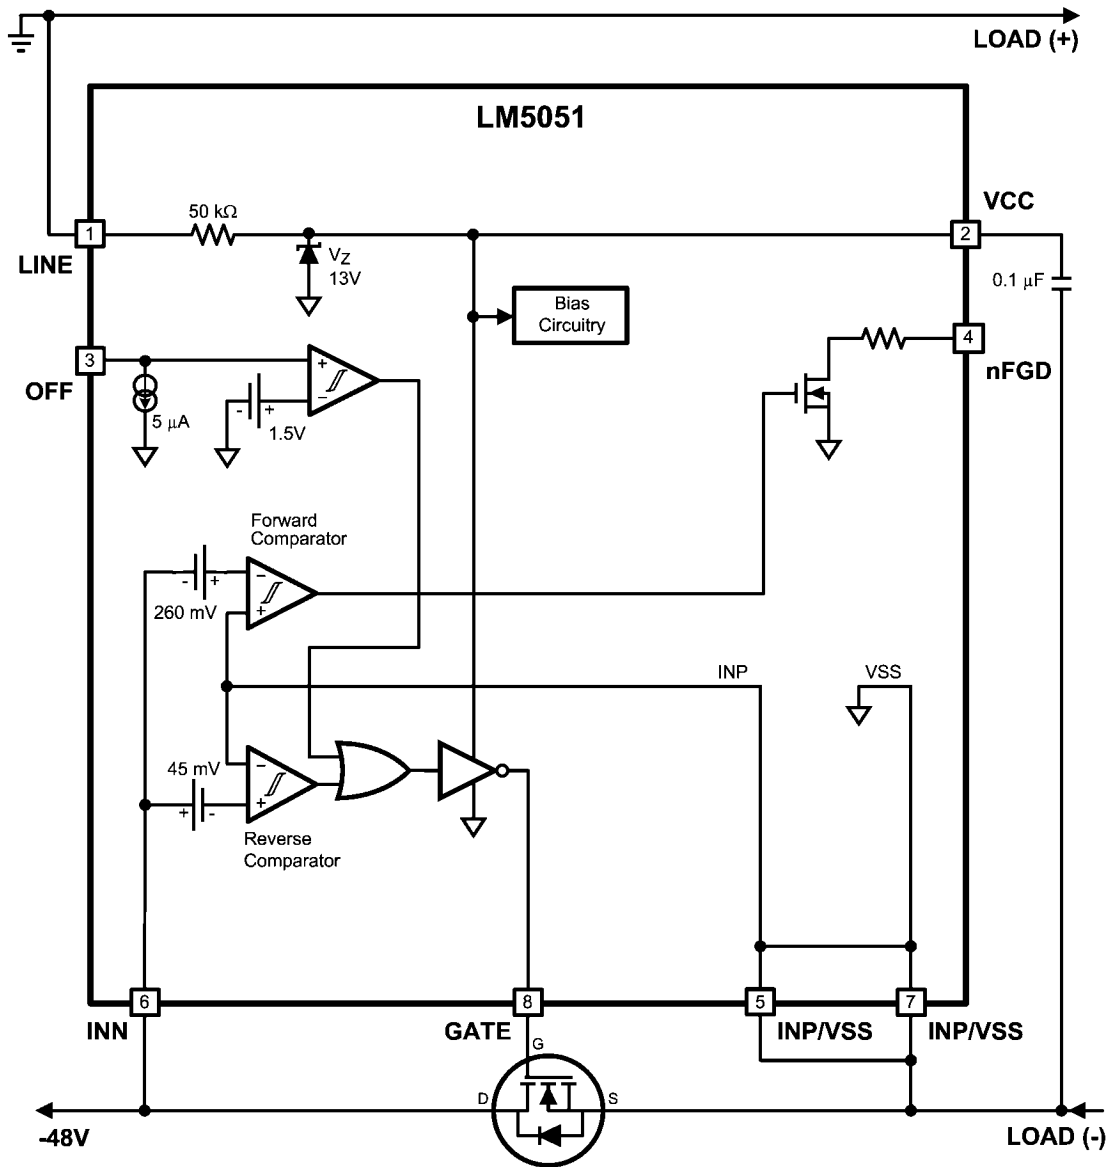 LOAD (+)
LM5051
VCC
50 kΩ
1
2
LINE
VZ
13V
0.1 µF
Bias
Circuitry
3
4
OFF
nFGD
+
-
5 µA
-
+
1.5V
Forward
Comparator
-
+
-
+
260 mV
INP
VSS
45 mV
-
+
-
+
Reverse
Comparator
6
8
5
7
INN
GATE
INP/VSS
INP/VSS
G
D
S
-48V
LOAD (-)